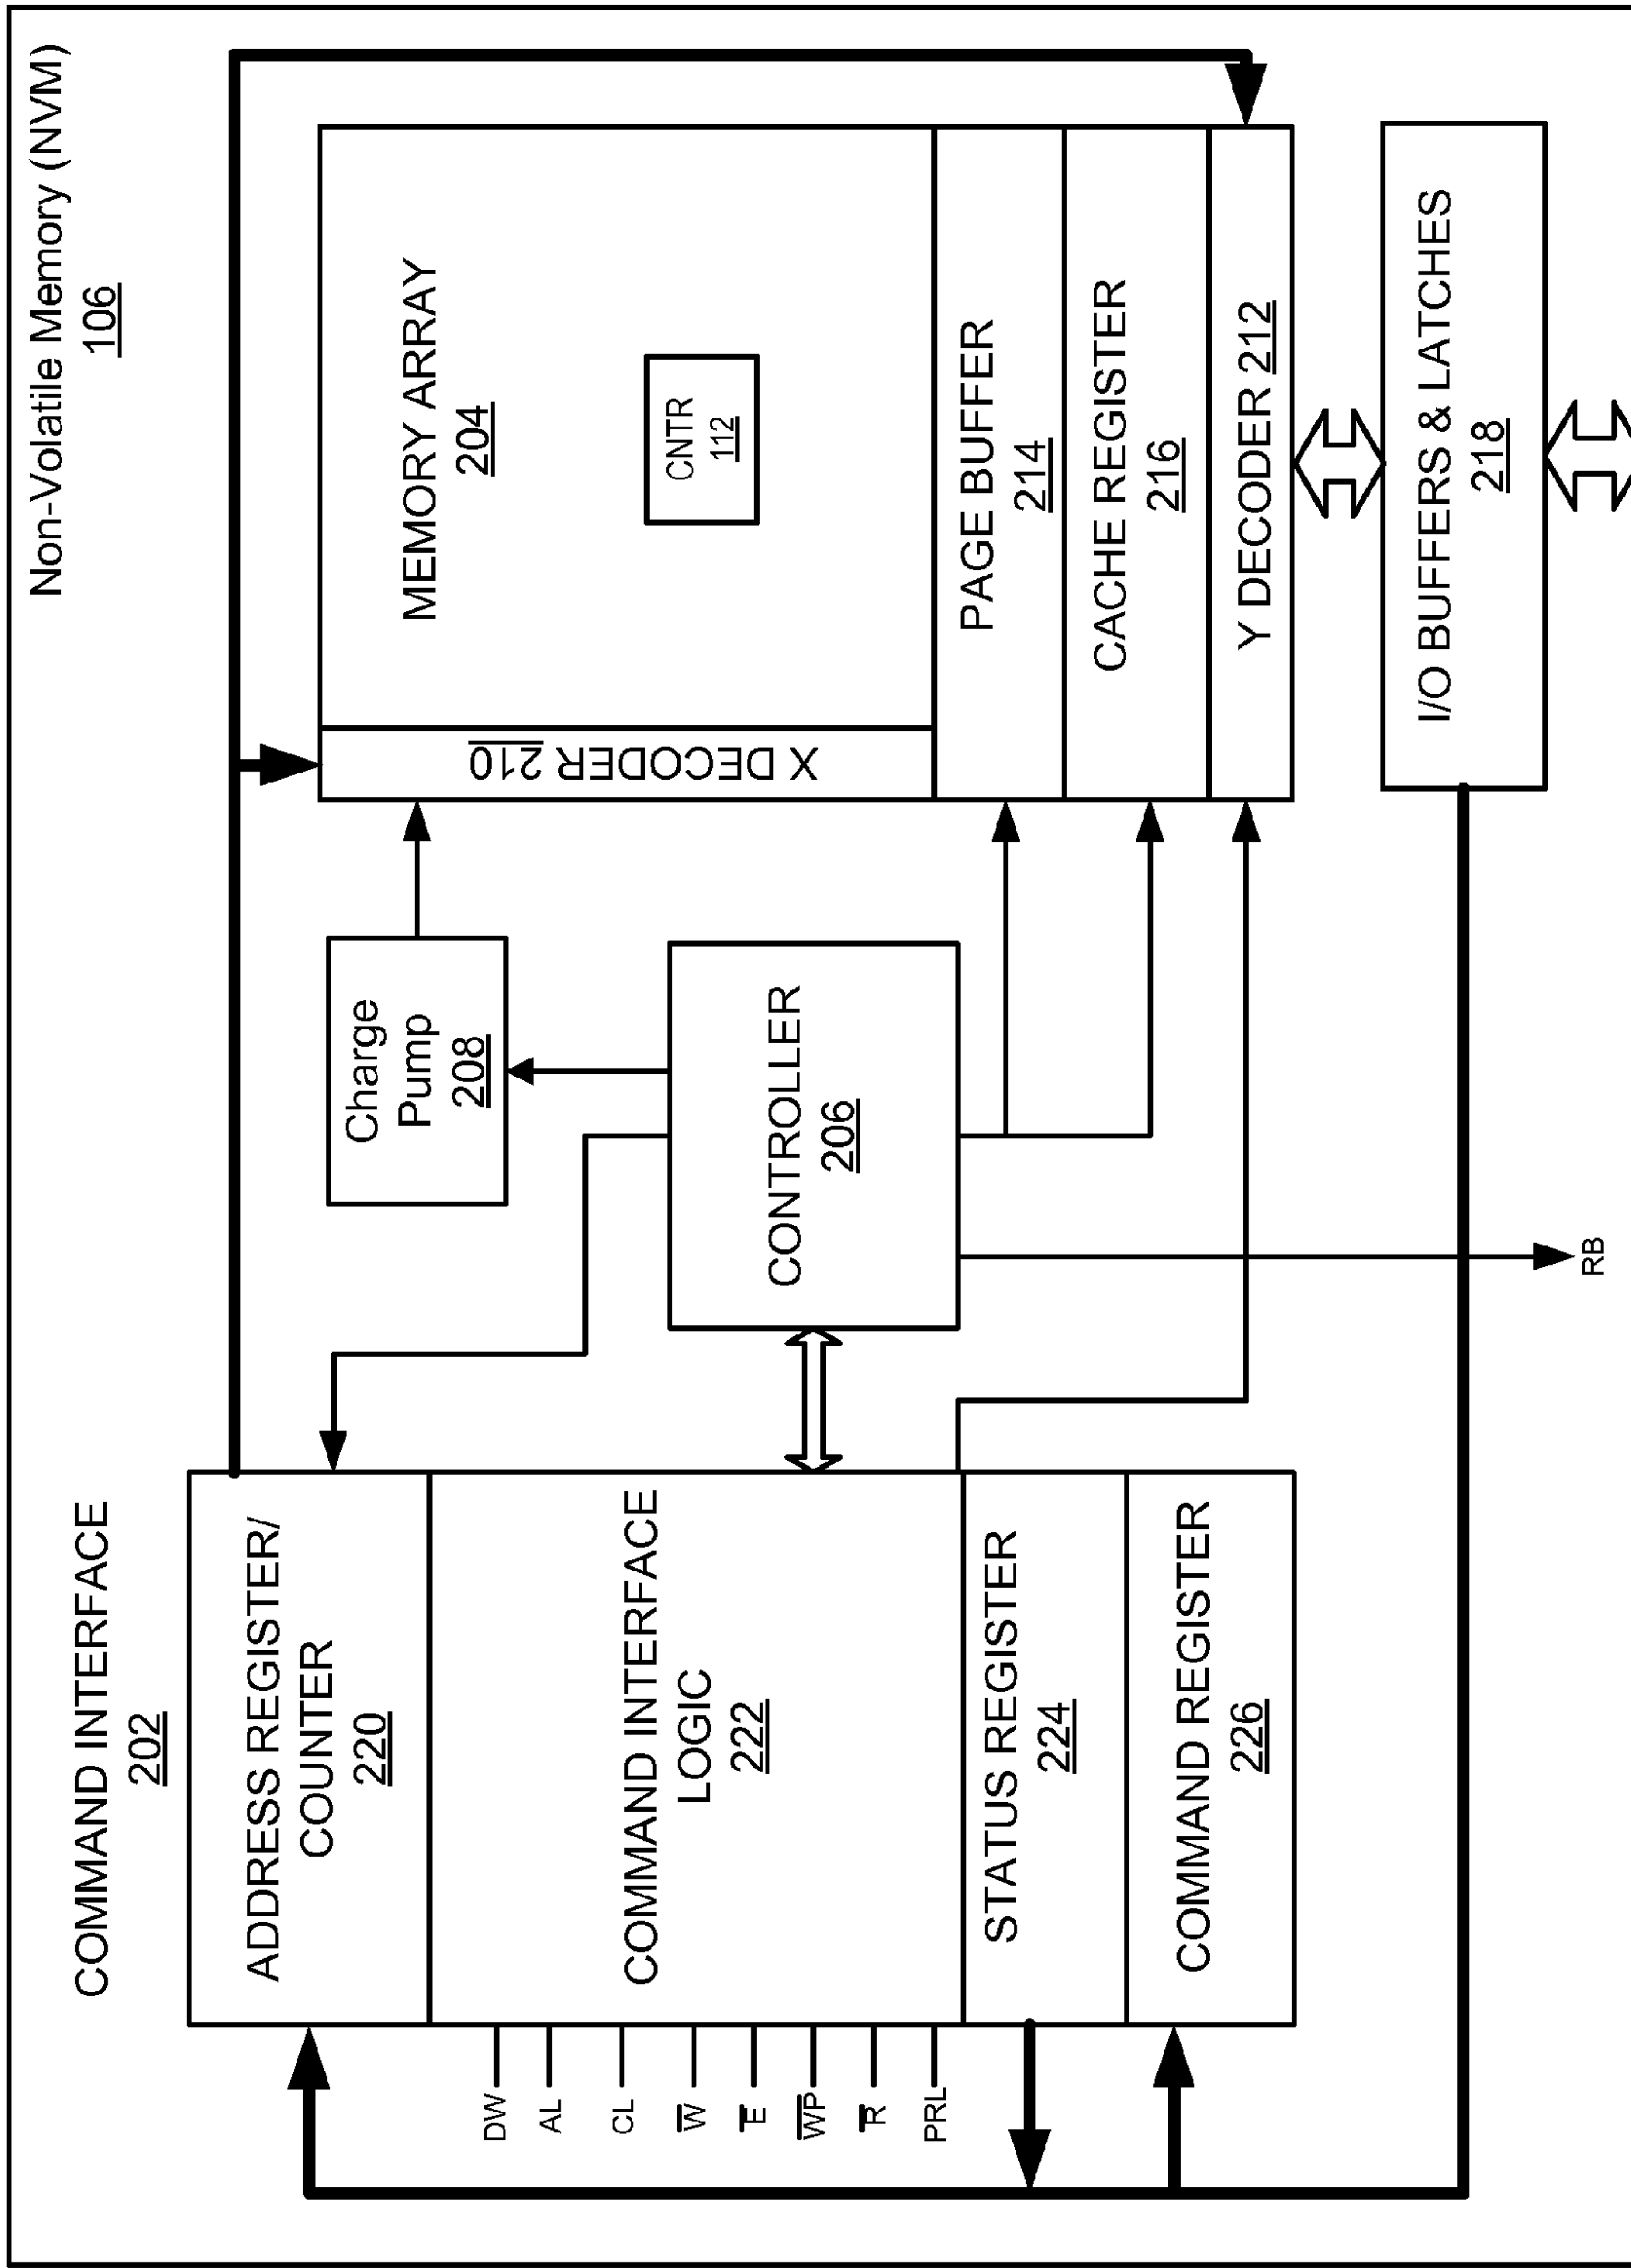 Non-Volatile Memory (NVM)
106
COMMAND INTERFACE
202
ADDRESS REGISTER/
COUNTER
220
COMMAND INTERFACE
LOGIC
222
STATUS REGISTER
224
COMMAND REGISTER
226
DW
AL
CL
W̅
E̅
W̅P̅
R̅
PRL
Charge
Pump
208
CONTROLLER
206
RB
X DECODER 210
MEMORY ARRAY
204
CNTR
112
PAGE BUFFER
214
CACHE REGISTER
216
Y DECODER 212
I/O BUFFERS & LATCHES
218